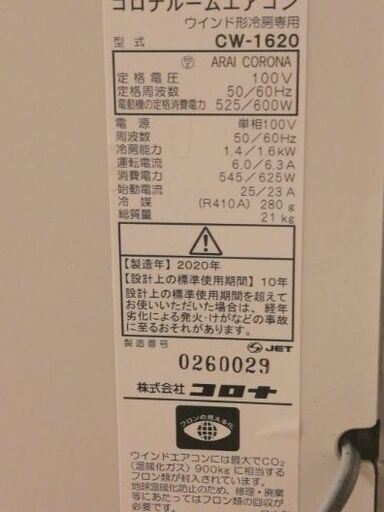 コロナルームエアコン
ウインド形冷房専用
型式 CW-1620
ARAI CORONA
定格電圧 100V
定格周波数 50/60Hz
電動機の定格消費電力 525/600W
電源 単相100V
周波数 50/60Hz
冷房能力 1.4/1.6kW
運転電流 6.0/6.3A
消費電力 545/625W
始動電流 25/23A
冷媒 (R410A) 280g
総質量 21kg
【製造年】2020年
【設計上の標準使用期間】10年
設計上の標準使用期間を超えて
お使いいただいた場合は、経年
劣化による発火・けがなどの事故
に至るおそれがあります。
製造番号 JET
0260029
株式会社 コロナ
フロンの見える化
ウインドエアコンには最大でCO₂
(温暖化ガス)900kgに相当する
フロン類が封入されています。
地球温暖化防止のため、修理・廃棄
等にあたってはフロン類の回収が